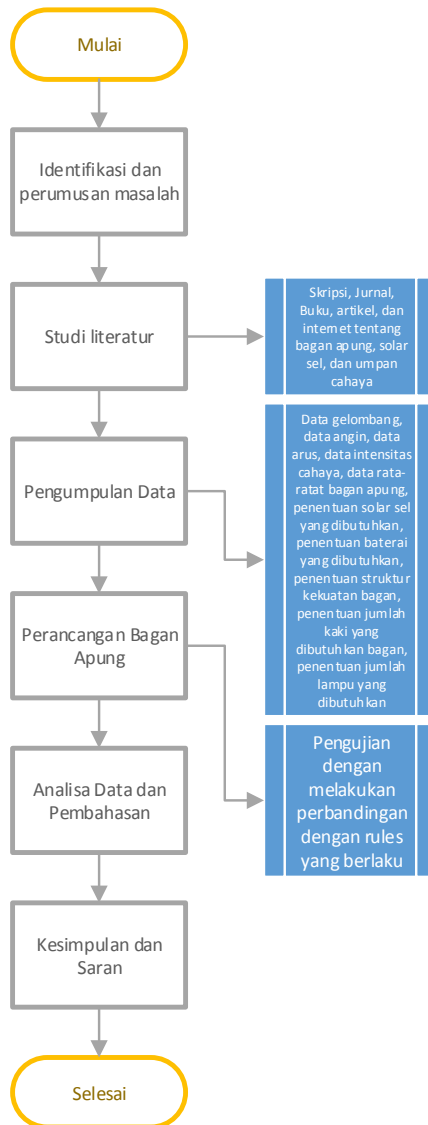 Mulai
Identifikasi dan
perumusan masalah
Studi literatur
Skripsi, Jurnal,
Buku, artikel, dan
internet tentang
bagan apung, solar
sel, dan umpan
cahaya
Pengumpulan Data
Data gelombang,
data angin, data
arus, data intensitas
cahaya, data rata-
ratat bagan apung,
penentuan solar sel
yang dibutuhkan,
penentuan baterai
yang dibutuhkan,
penentuan struktur
kekuatan bagan,
penentuan jumlah
kaki yang
dibutuhkan bagan,
penentuan jumlah
lampu yang
dibutuhkan
Perancangan Bagan
Apung
Pengujian
dengan
melakukan
perbandingan
dengan rules
yang berlaku
Analisa Data dan
Pembahasan
Kesimpulan dan
Saran
Selesai